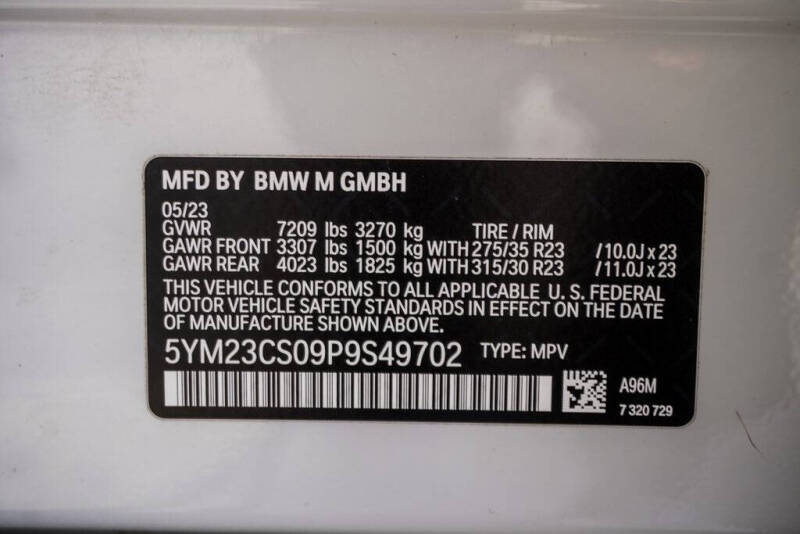 MFD BY BMW M GMBH
05/23
GVWR 7209 lbs 3270 kg TIRE / RIM
GAWR FRONT 3307 lbs 1500 kg WITH 275/35 R23 /10.0J x 23
GAWR REAR 4023 lbs 1825 kg WITH 315/30 R23 /11.0J x 23
THIS VEHICLE CONFORMS TO ALL APPLICABLE U. S. FEDERAL
MOTOR VEHICLE SAFETY STANDARDS IN EFFECT ON THE DATE
OF MANUFACTURE SHOWN ABOVE.
5YM23CS09P9S49702 TYPE: MPV
A96M
7 320 729